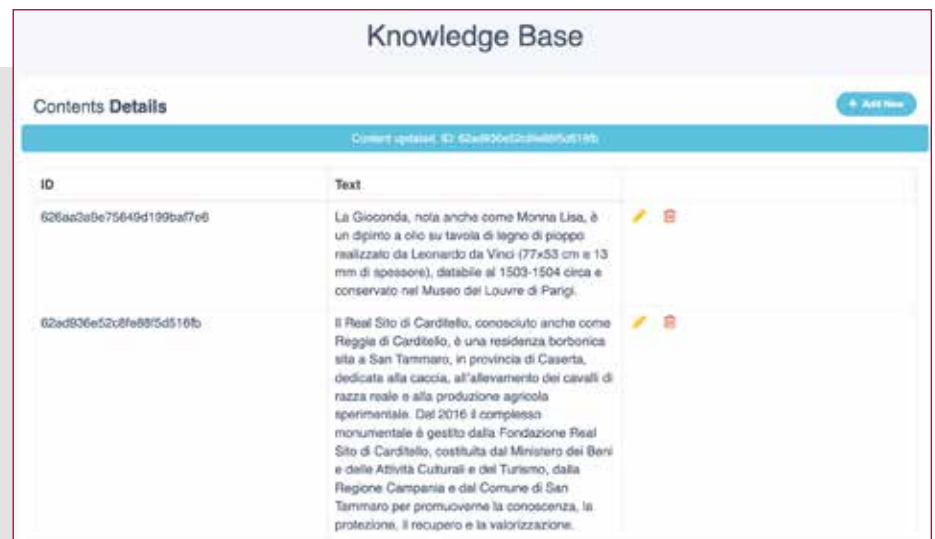 Knowledge Base
Contents Details
+ Add New
Content updated. ID: 62ad936e52c8fe88f5d516fb
ID
Text
626aa3a9e75649d199baf7e6
La Gioconda, nota anche come Monna Lisa, è
un dipinto a olio su tavola di legno di pioppo
realizzato da Leonardo da Vinci (77×53 cm e 13
mm di spessore), databile al 1503-1504 circa e
conservato nel Museo del Louvre di Parigi.
62ad936e52c8fe88f5d516fb
Il Real Sito di Carditello, conosciuto anche come
Reggia di Carditello, è una residenza borbonica
sita a San Tammaro, in provincia di Caserta,
dedicata alla caccia, all'allevamento dei cavalli di
razza reale e alla produzione agricola
sperimentale. Dal 2016 il complesso
monumentale è gestito dalla Fondazione Real
Sito di Carditello, costituita dal Ministero dei Beni
e delle Attività Culturali e del Turismo, dalla
Regione Campania e dal Comune di San
Tammaro per promuoverne la conoscenza, la
protezione, il recupero e la valorizzazione.